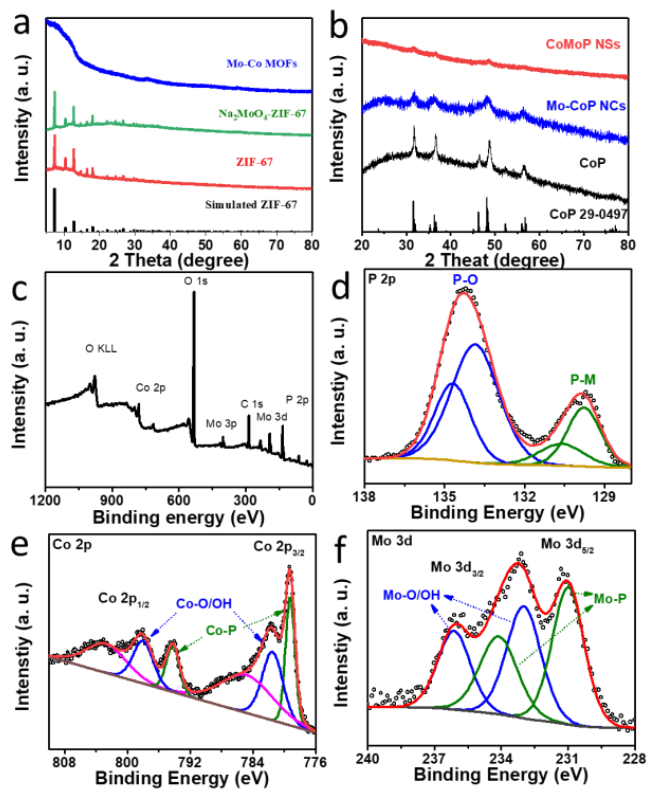 a
Intensity (a. u.)
Mo-Co MOFs
Na₂MoO₄-ZIF-67
ZIF-67
Simulated ZIF-67
10 20 30 40 50 60 70 80
2 Theta (degree)
b
Intensity (a. u.)
CoMoP NSs
Mo-CoP NCs
CoP
CoP 29-0497
20 30 40 50 60 70 80
2 Theat (degree)
c
Intensity (a. u.)
O 1s
O KLL
Co 2p
Mo 3p
C 1s
Mo 3d
P 2p
1200 900 600 300 0
Binding energy (eV)
d
Intenstiy (a. u.)
P 2p
P-O
P-M
138 135 132 129
Binding energy (eV)
e
Intenstiy (a. u.)
Co 2p
Co 2p₃/₂
Co 2p₁/₂
Co-O/OH
Co-P
808 800 792 784 776
Binding Energy (eV)
f
Intenstiy (a. u.)
Mo 3d
Mo 3d₅/₂
Mo 3d₃/₂
Mo-O/OH
Mo-P
240 237 234 231 228
Binding Energy (eV)